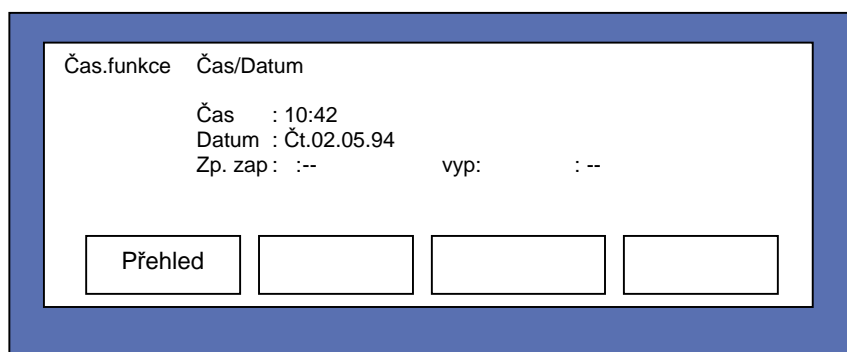 Čas.funkce Čas/Datum
Čas : 10:42
Datum : Čt.02.05.94
Zp. zap : :-- vyp: : --
Přehled